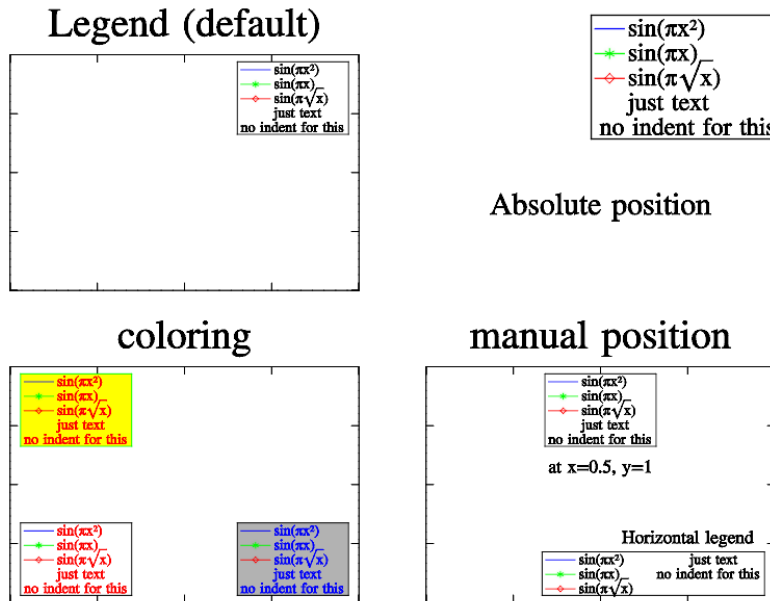 Legend (default)
sin(πx²)
sin(πx)
sin(π√x)
just text
no indent for this
sin(πx²)
sin(πx)
sin(π√x)
just text
no indent for this
Absolute position
coloring
sin(πx²)
sin(πx)
sin(π√x)
just text
no indent for this
sin(πx²)
sin(πx)
sin(π√x)
just text
no indent for this
sin(πx²)
sin(πx)
sin(π√x)
just text
no indent for this
manual position
sin(πx²)
sin(πx)
sin(π√x)
just text
no indent for this
at x=0.5, y=1
Horizontal legend
sin(πx²) just text
sin(πx) no indent for this
sin(π√x)